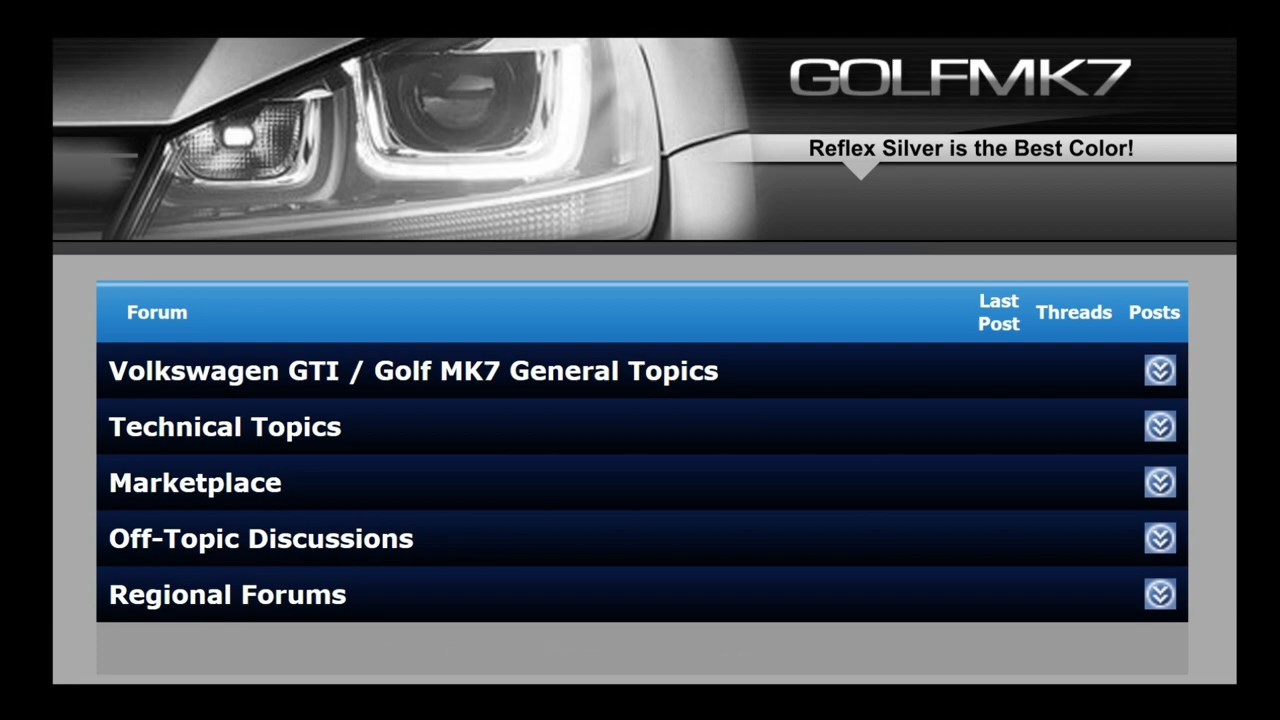 GOLFMK7
Reflex Silver is the Best Color!
Forum
Last
Post
Threads
Posts
Volkswagen GTI / Golf MK7 General Topics
Technical Topics
Marketplace
Off-Topic Discussions
Regional Forums